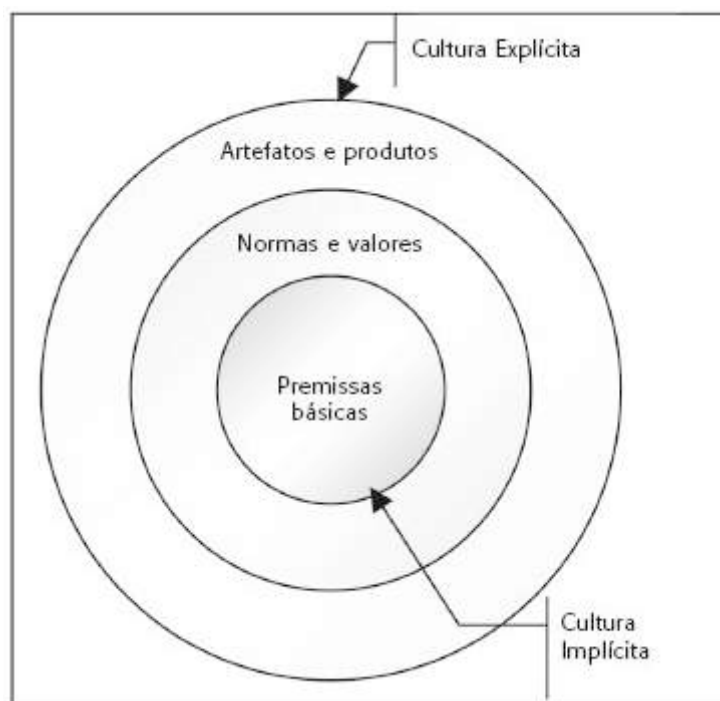 Cultura Explícita
Artefatos e produtos
Normas e valores
Premissas
básicas
Cultura
Implícita